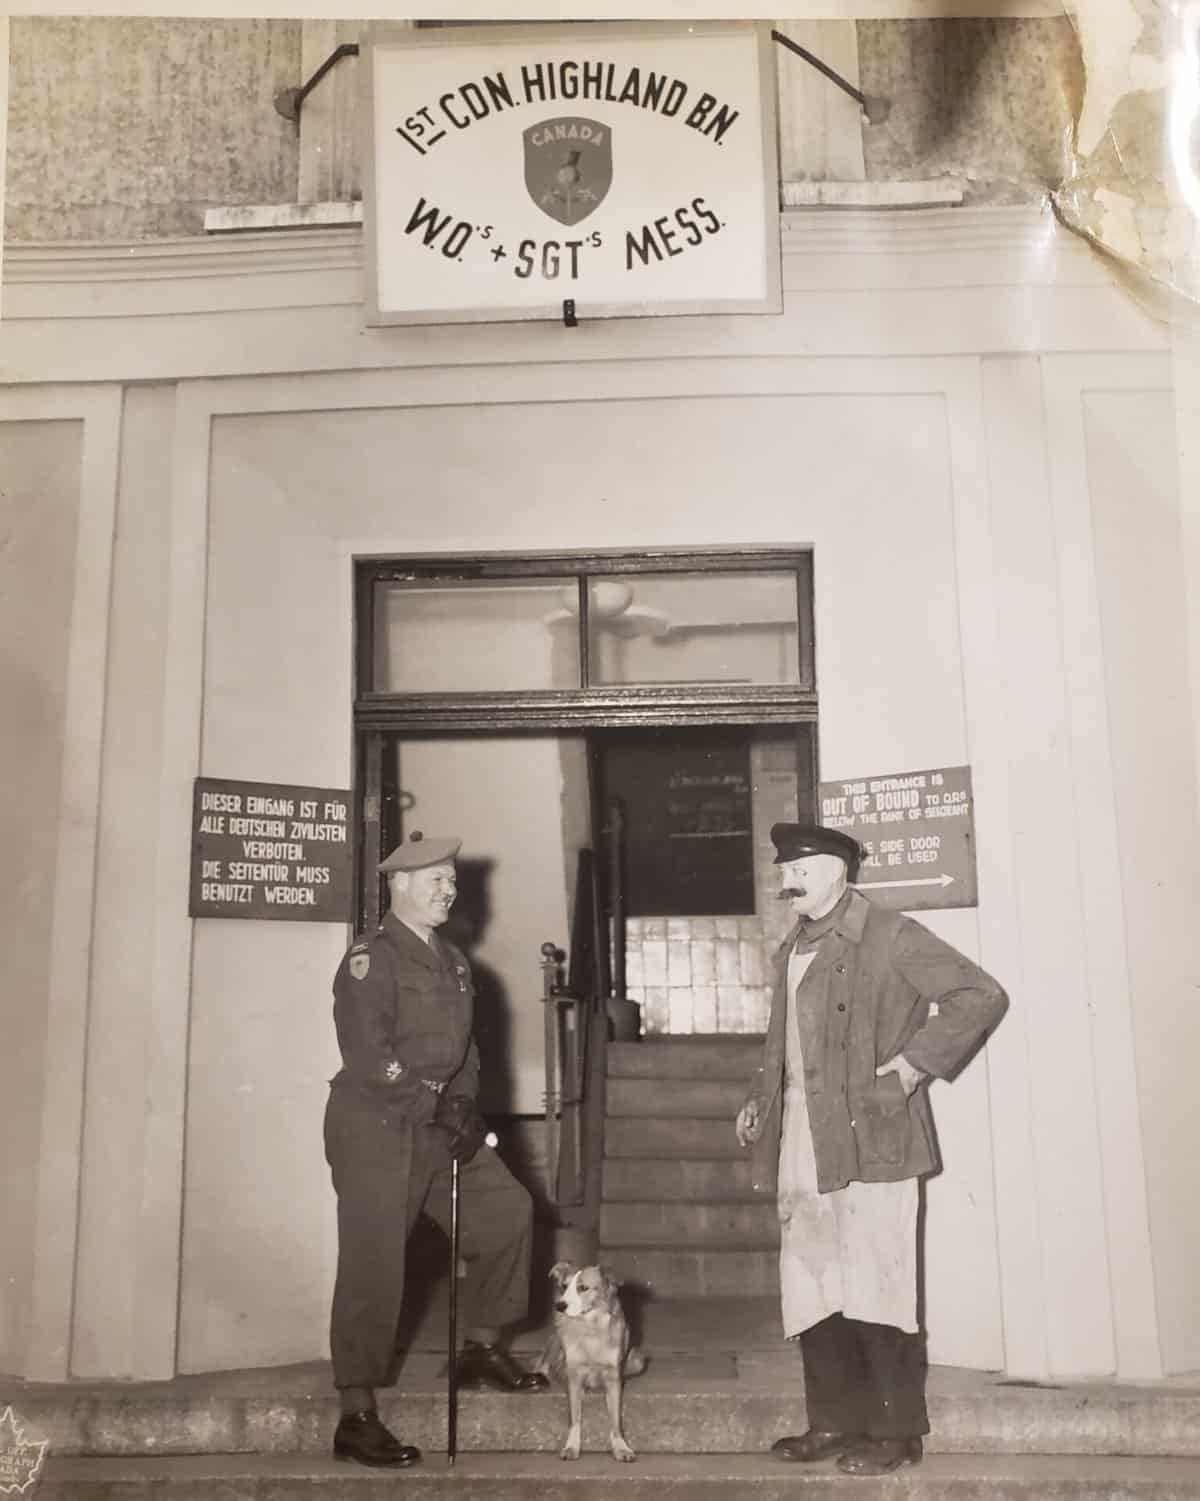 1ST CDN. HIGHLAND B.N.
CANADA
W.O.'S + SGT'S MESS.
DIESER EINGANG IST FÜR
ALLE DEUTSCHEN ZIVILISTEN
VERBOTEN.
DIE SEITENTÜR MUSS
BENUTZT WERDEN.
THIS ENTRANCE IS
OUT OF BOUND TO O.R'S
BELOW THE RANK OF SERGEANT
SIDE DOOR
BE USED